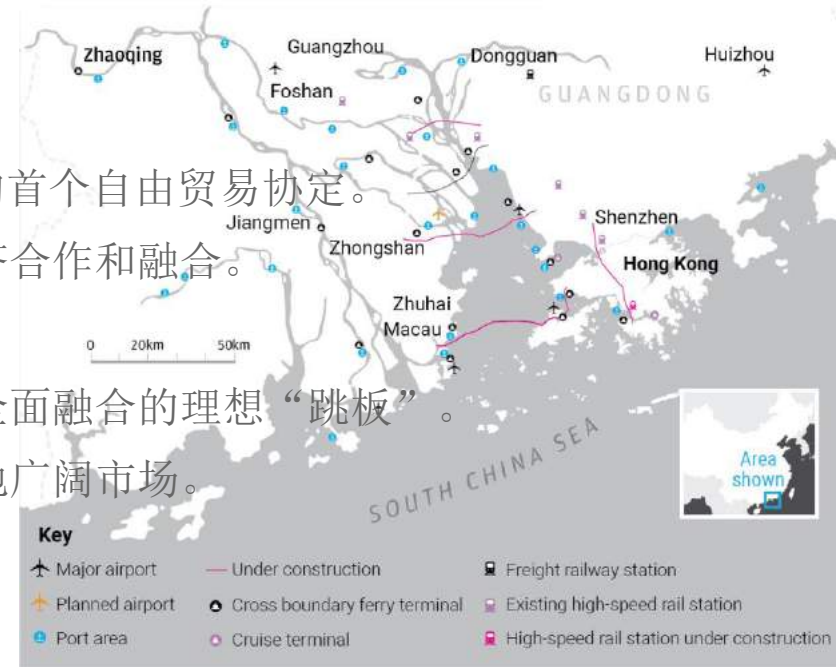 Zhaoqing
Guangzhou
Foshan
Dongguan
Huizhou
GUANGDONG
首个自由贸易协定。
Jiangmen
Zhongshan
Shenzhen
合作和融合。
Hong Kong
Zhuhai
Macau
0 20km 50km
全面融合的理想“跳板”。
广阔市场。
SOUTH CHINA SEA
Area
shown
Key
Major airport
Under construction
Freight railway station
Planned airport
Cross boundary ferry terminal
Existing high-speed rail station
Port area
Cruise terminal
High-speed rail station under construction